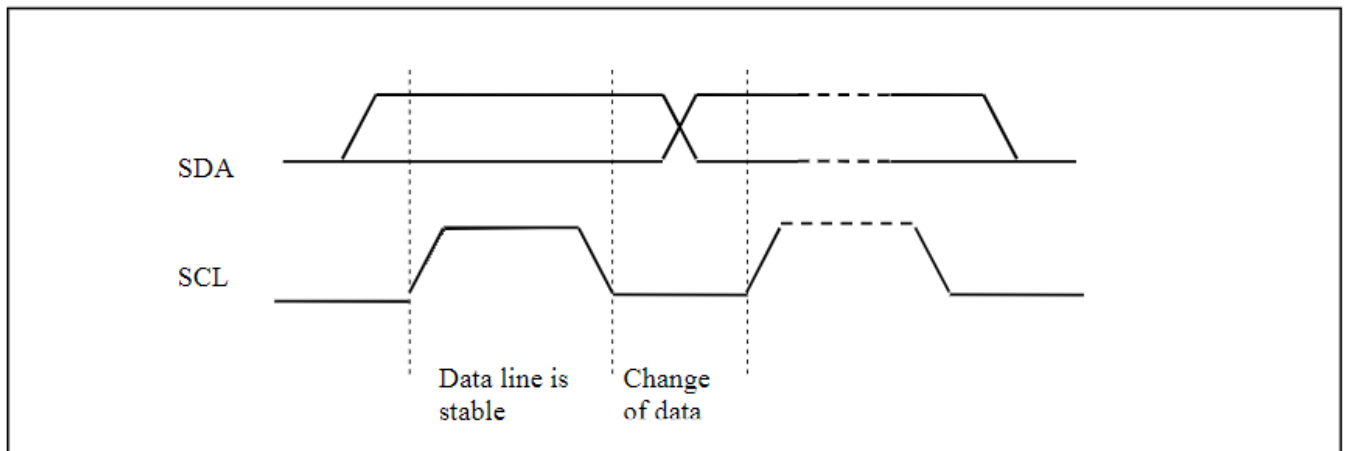 SDA
SCL
Data line is
stable
Change
of data